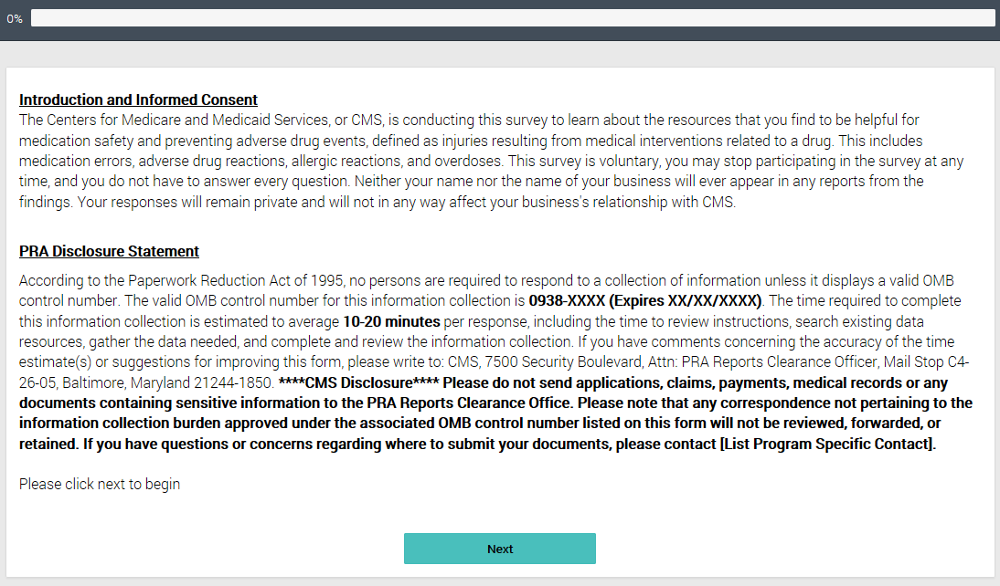 0%
Introduction and Informed Consent
The Centers for Medicare and Medicaid Services, or CMS, is conducting this survey to learn about the resources that you find to be helpful for
medication safety and preventing adverse drug events, defined as injuries resulting from medical interventions related to a drug. This includes
medication errors, adverse drug reactions, allergic reactions, and overdoses. This survey is voluntary, you may stop participating in the survey at any
time, and you do not have to answer every question. Neither your name nor the name of your business will ever appear in any reports from the
findings. Your responses will remain private and will not in any way affect your business's relationship with CMS.
PRA Disclosure Statement
According to the Paperwork Reduction Act of 1995, no persons are required to respond to a collection of information unless it displays a valid OMB
control number. The valid OMB control number for this information collection is 0938-XXXX (Expires XX/XX/XXXX). The time required to complete
this information collection is estimated to average 10-20 minutes per response, including the time to review instructions, search existing data
resources, gather the data needed, and complete and review the information collection. If you have comments concerning the accuracy of the time
estimate(s) or suggestions for improving this form, please write to: CMS, 7500 Security Boulevard, Attn: PRA Reports Clearance Officer, Mail Stop C4-
26-05, Baltimore, Maryland 21244-1850. ****CMS Disclosure**** Please do not send applications, claims, payments, medical records or any
documents containing sensitive information to the PRA Reports Clearance Office. Please note that any correspondence not pertaining to the
information collection burden approved under the associated OMB control number listed on this form will not be reviewed, forwarded, or
retained. If you have questions or concerns regarding where to submit your documents, please contact [List Program Specific Contact].
Please click next to begin
Next